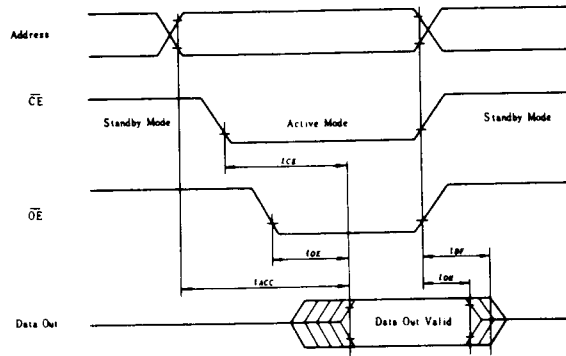 Address
CE
Standby Mode
Active Mode
Standby Mode
tCE
OE
tOE
tDF
tOH
tACC
Data Out
Data Out Valid